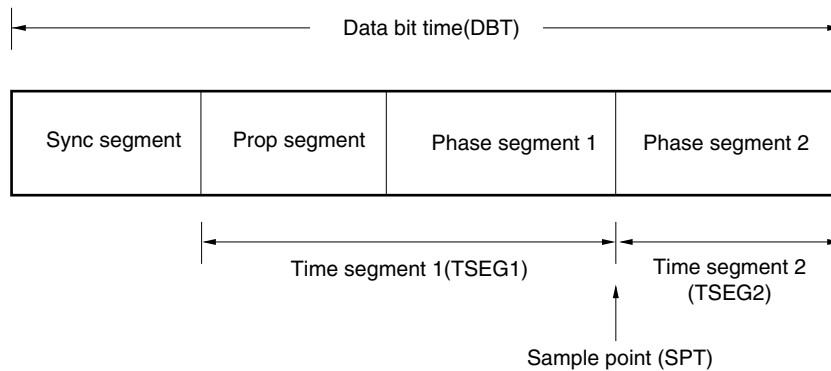 Data bit time(DBT)
Sync segment
Prop segment
Phase segment 1
Phase segment 2
Time segment 1(TSEG1)
Time segment 2
(TSEG2)
Sample point (SPT)